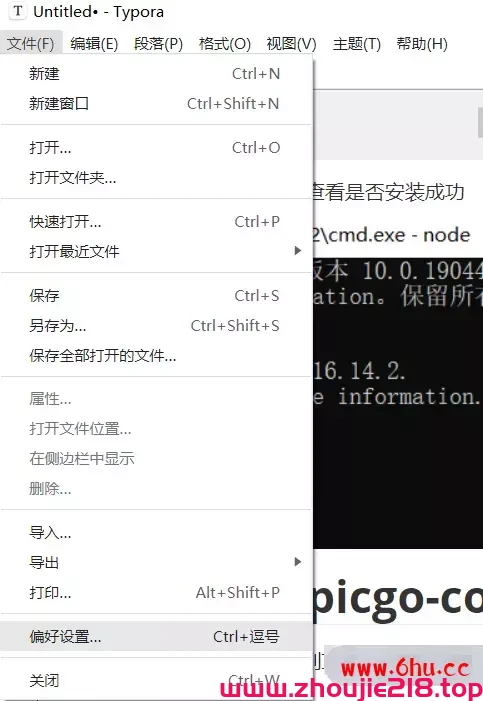 T Untitled• - Typora
文件(F) 编辑(E) 段落(P) 格式(O) 视图(V) 主题(T) 帮助(H)
新建 Ctrl+N
新建窗口 Ctrl+Shift+N
打开... Ctrl+O
打开文件夹...
查看是否安装成功
快速打开... Ctrl+P
2\cmd.exe - node
打开最近文件
版本 10.0.19044
保存 Ctrl+S
ation。保留所有
另存为... Ctrl+Shift+S
保存全部打开的文件...
16.14.2.
属性...
e information.
打开文件位置...
在侧边栏中显示
删除...
导入...
导出
打印... Alt+Shift+P
picgo-co
偏好设置... Ctrl+逗号
www.6hu.cc
关闭 Ctrl+W
www.zhoujie218.top